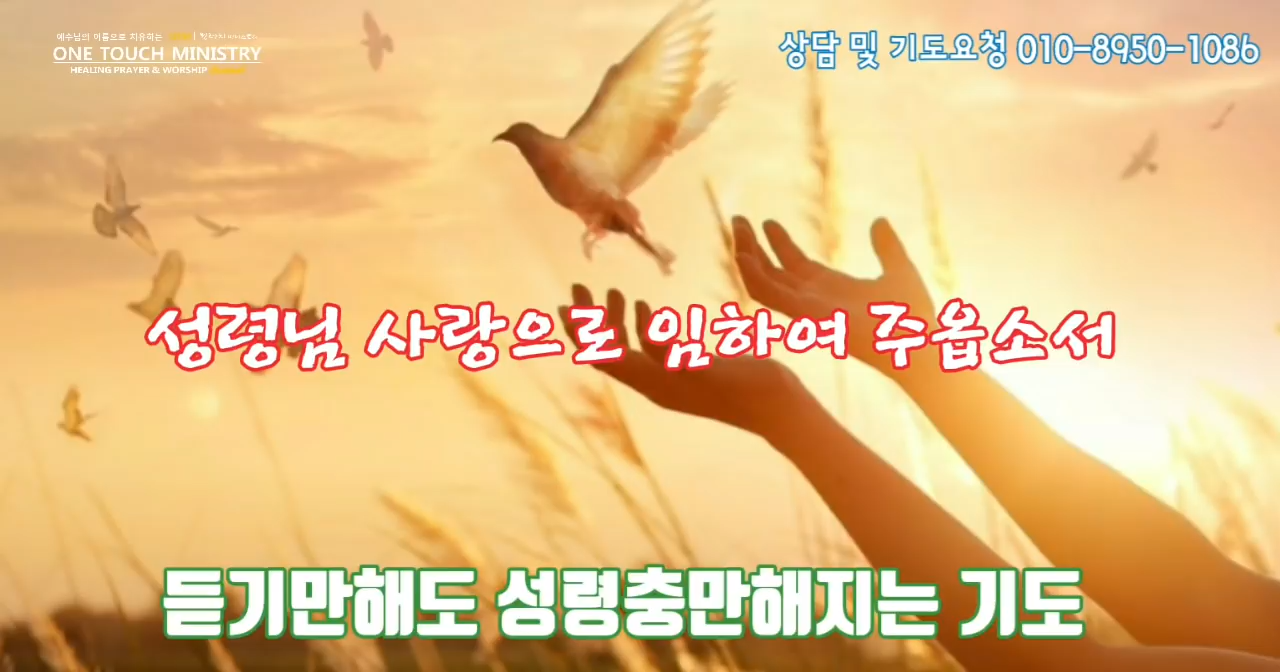 예수님의 이름으로 치유하는
ONE TOUCH MINISTRY
HEALING PRAYER & WORSHIP
상담 및 기도요청 010-8950-1086
성령님 사랑으로 임하여 주옵소서
듣기만해도 성령충만해지는 기도